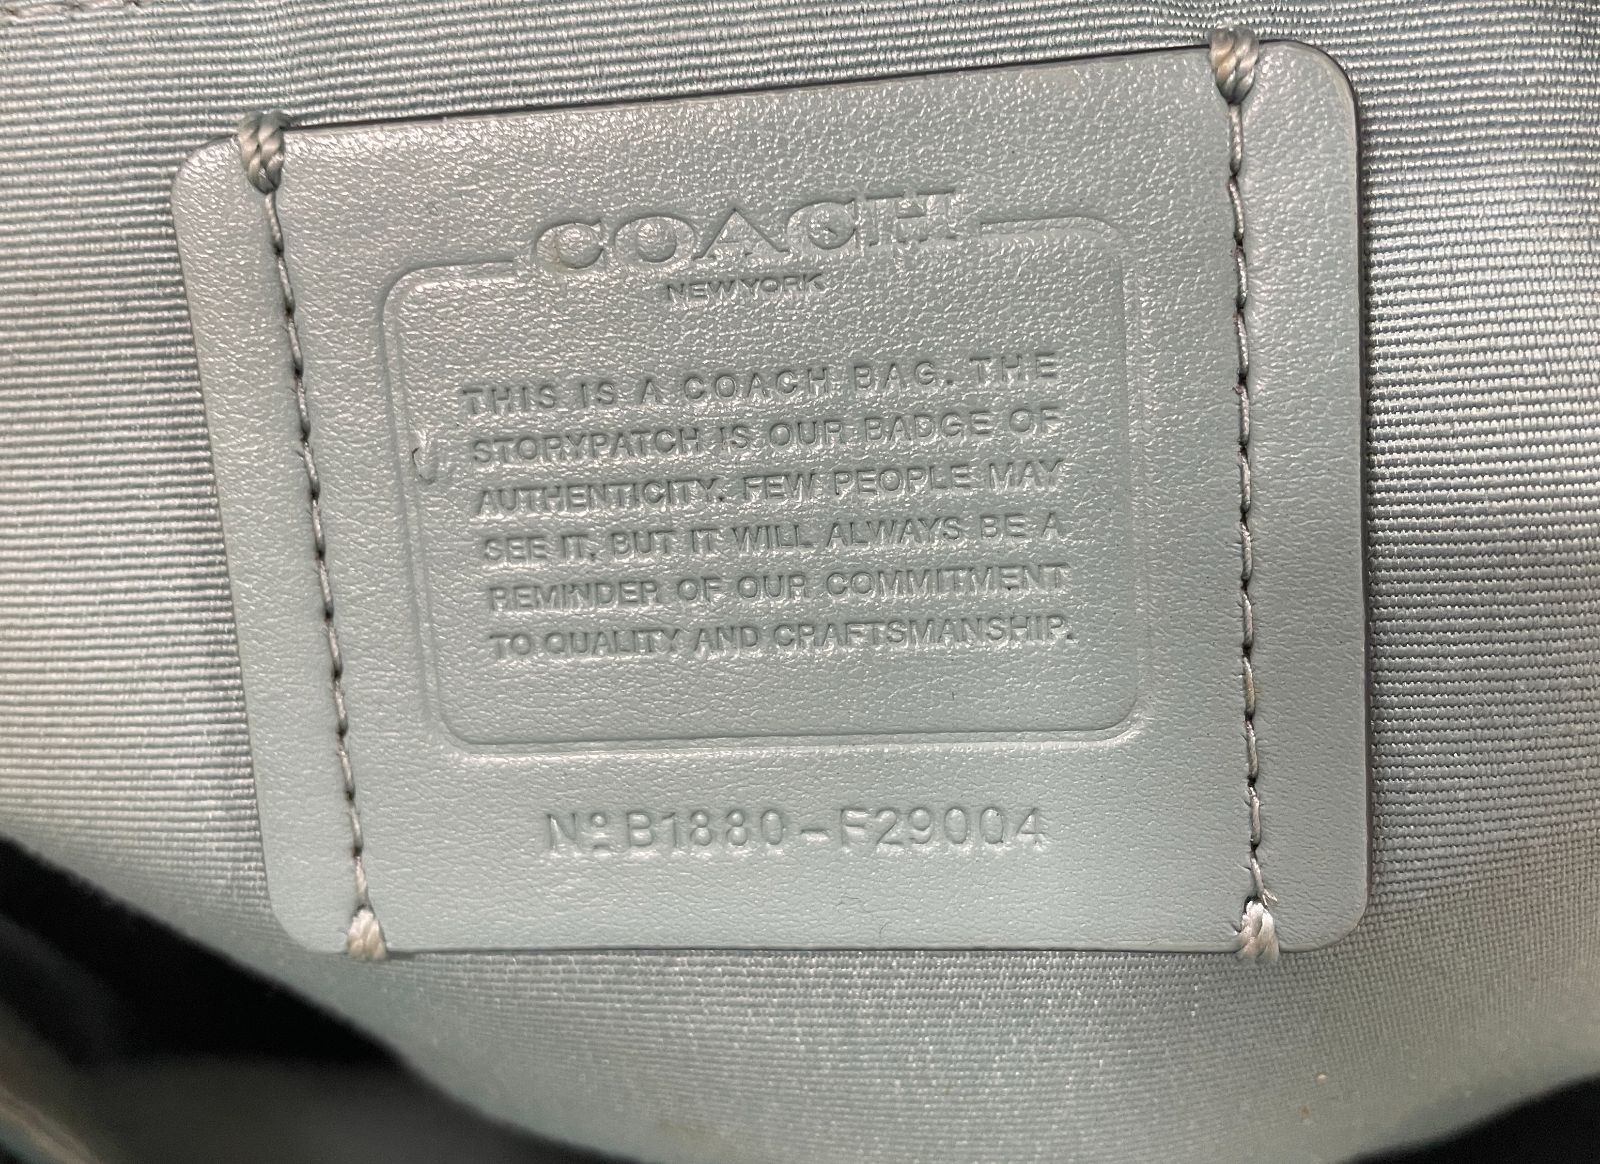 COACH
NEW YORK
THIS IS A COACH BAG. THE
STORYPATCH IS OUR BADGE OF
AUTHENTICITY. FEW PEOPLE MAY
SEE IT, BUT IT WILL ALWAYS BE A
REMINDER OF OUR COMMITMENT
TO QUALITY AND CRAFTSMANSHIP.
Nº B1880-F29004